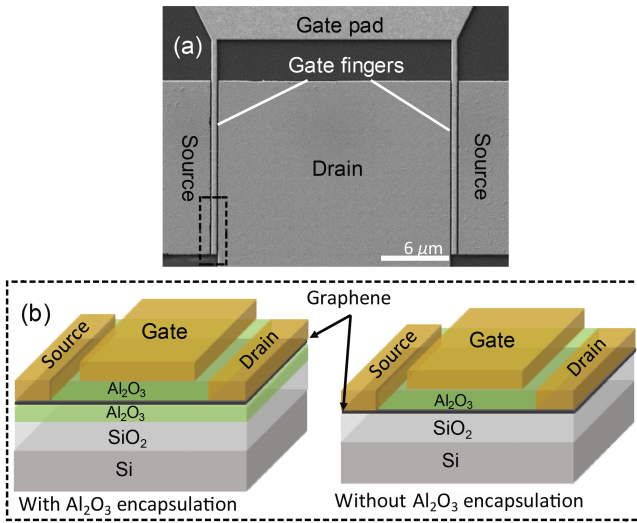 (a)
Gate pad
Gate fingers
Source
Drain
Source
6 μm
(b)
Graphene
Source
Gate
Drain
Al₂O₃
Al₂O₃
SiO₂
Si
With Al₂O₃ encapsulation
Source
Gate
Drain
Al₂O₃
SiO₂
Si
Without Al₂O₃ encapsulation